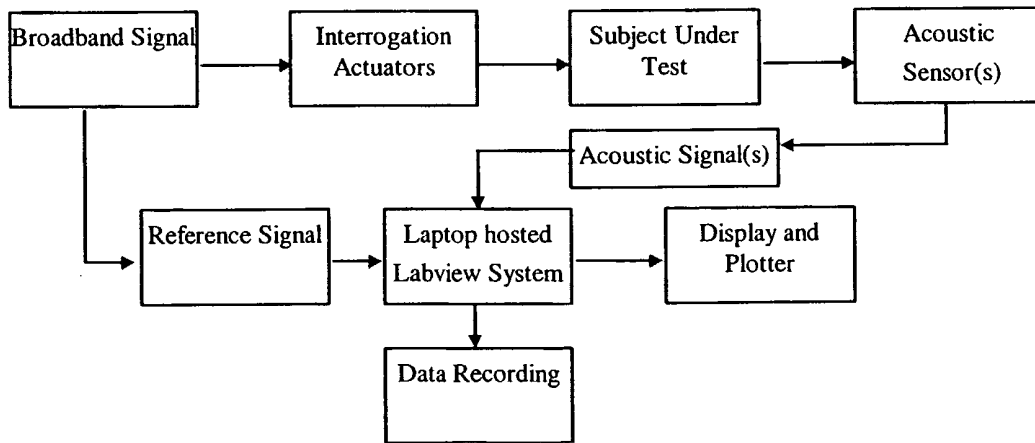 Broadband Signal
Interrogation
Actuators
Subject Under
Test
Acoustic
Sensor(s)
Acoustic Signal(s)
Reference Signal
Laptop hosted
Labview System
Display and
Plotter
Data Recording